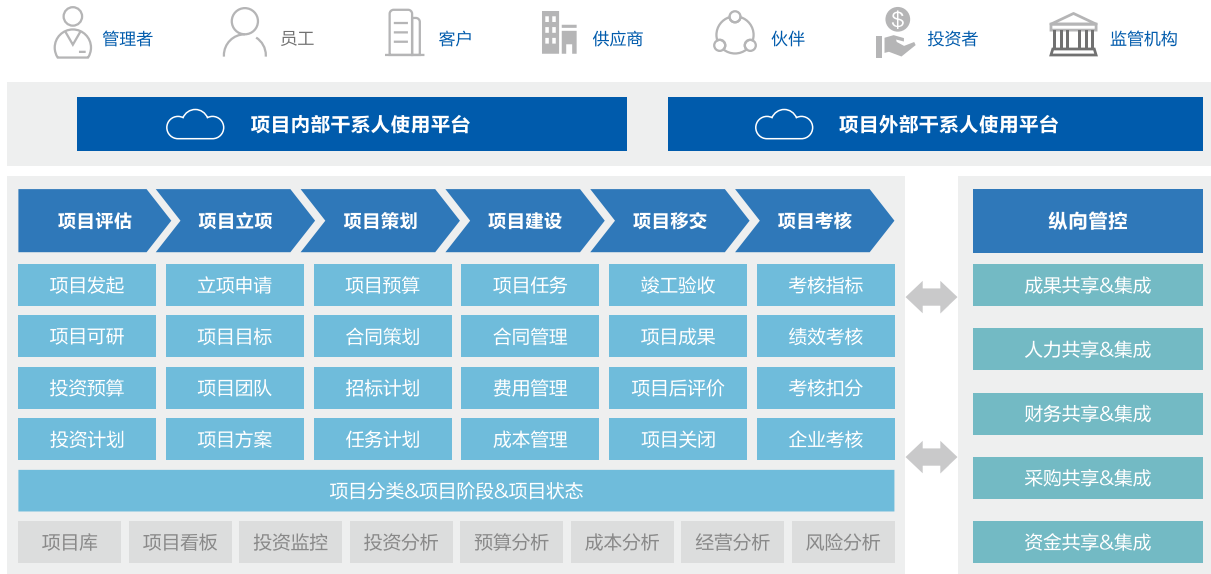 管理者 员工 客户 供应商 伙伴 投资者 监管机构
项目内部干系人使用平台 项目外部干系人使用平台
项目评估 项目立项 项目策划 项目建设 项目移交 项目考核 纵向管控
项目发起 立项申请 项目预算 项目任务 竣工验收 考核指标 成果共享&集成
项目可研 项目目标 合同策划 合同管理 项目成果 绩效考核 人力共享&集成
投资预算 项目团队 招标计划 费用管理 项目后评价 考核扣分 财务共享&集成
投资计划 项目方案 任务计划 成本管理 项目关闭 企业考核 采购共享&集成
项目分类&项目阶段&项目状态
项目库 项目看板 投资监控 投资分析 预算分析 成本分析 经营分析 风险分析 资金共享&集成